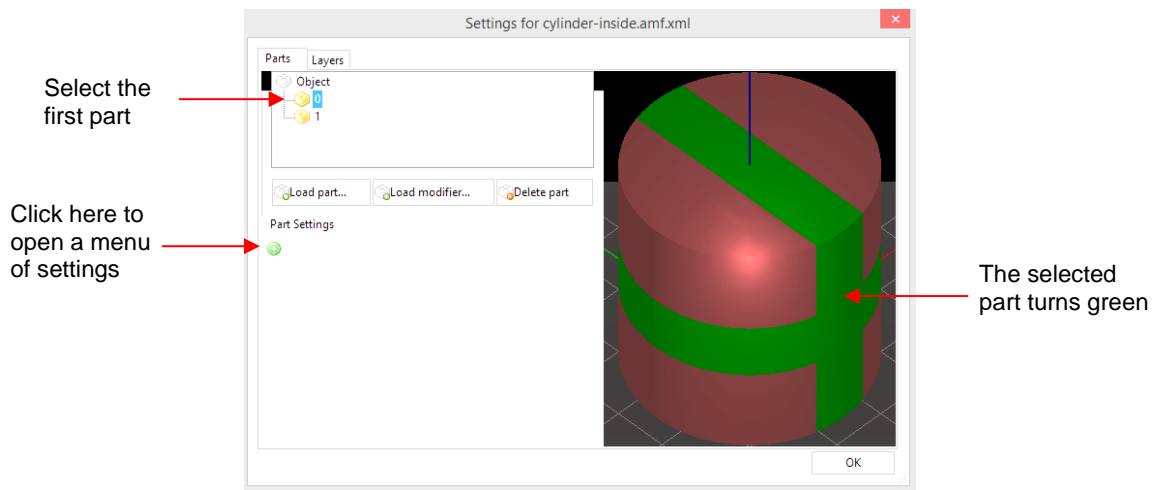 Settings for cylinder-inside.amf.xml
Parts Layers
Object
0
1
Select the
first part
Load part... Load modifier... Delete part
Part Settings
Click here to
open a menu
of settings
The selected
part turns green
OK